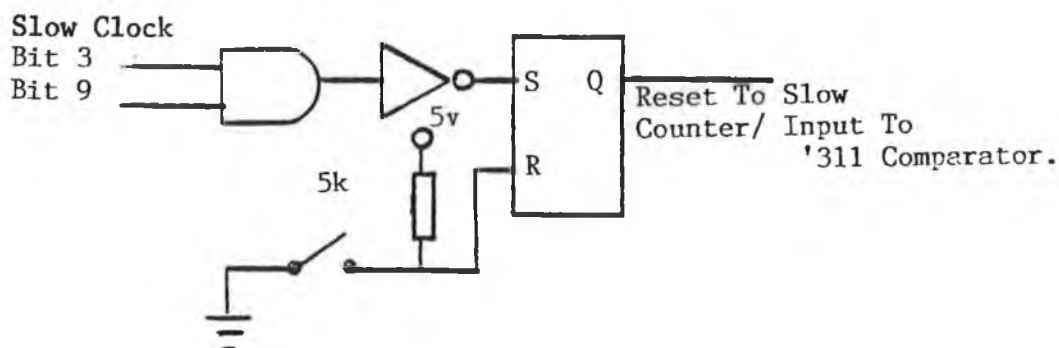 Slow Clock
Bit 3
Bit 9
S
Q
5v
Reset To Slow
Counter/ Input To
'311 Comparator.
R
5k